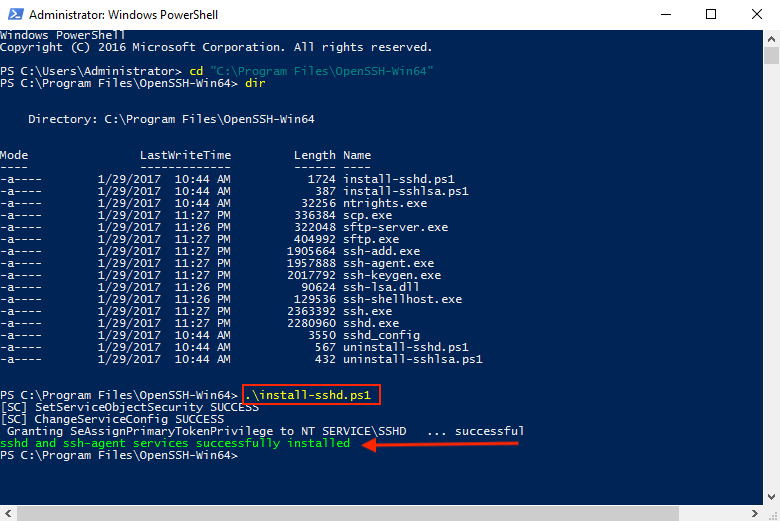 Administrator: Windows PowerShell
Windows PowerShell
Copyright (C) 2016 Microsoft Corporation. All rights reserved.
PS C:\Users\Administrator> cd "C:\Program Files\OpenSSH-Win64"
PS C:\Program Files\OpenSSH-Win64> dir
Directory: C:\Program Files\OpenSSH-Win64
Mode LastWriteTime Length Name
---- ------------- ------ ----
-a---- 1/29/2017 10:44 AM 1724 install-sshd.ps1
-a---- 1/29/2017 10:44 AM 387 install-sshlsa.ps1
-a---- 1/29/2017 10:44 AM 32256 ntrights.exe
-a---- 1/29/2017 11:27 PM 336384 scp.exe
-a---- 1/29/2017 11:26 PM 322048 sftp-server.exe
-a---- 1/29/2017 11:27 PM 404992 sftp.exe
-a---- 1/29/2017 11:27 PM 1905664 ssh-add.exe
-a---- 1/29/2017 11:27 PM 1957888 ssh-agent.exe
-a---- 1/29/2017 11:27 PM 2017792 ssh-keygen.exe
-a---- 1/29/2017 11:26 PM 90624 ssh-lsa.dll
-a---- 1/29/2017 11:26 PM 129536 ssh-shellhost.exe
-a---- 1/29/2017 11:27 PM 2363392 ssh.exe
-a---- 1/29/2017 11:27 PM 2280960 sshd.exe
-a---- 1/29/2017 10:44 AM 3550 sshd_config
-a---- 1/29/2017 10:44 AM 567 uninstall-sshd.ps1
-a---- 1/29/2017 10:44 AM 432 uninstall-sshlsa.ps1
PS C:\Program Files\OpenSSH-Win64> .\install-sshd.ps1
[SC] SetServiceObjectSecurity SUCCESS
[SC] ChangeServiceConfig SUCCESS
Granting SeAssignPrimaryTokenPrivilege to NT SERVICE\SSHD ... successful
sshd and ssh-agent services successfully installed
PS C:\Program Files\OpenSSH-Win64>